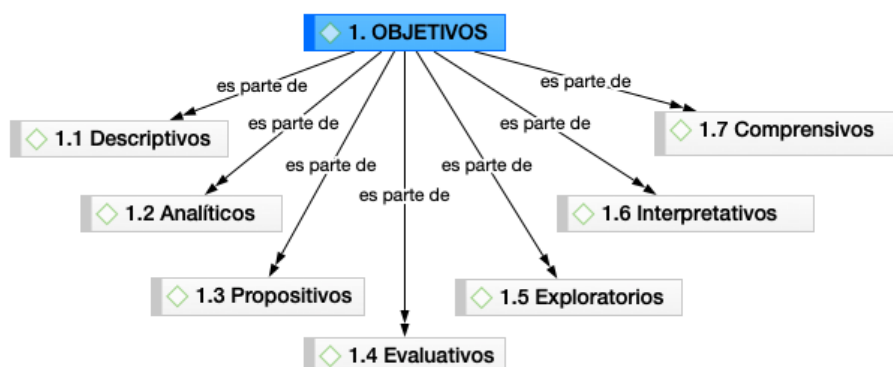 1. OBJETIVOS
es parte de
es parte de
es parte de
es parte de
es parte de
es parte de
es parte de
1.1 Descriptivos
1.2 Analíticos
1.3 Propositivos
1.4 Evaluativos
1.5 Exploratorios
1.6 Interpretativos
1.7 Comprensivos